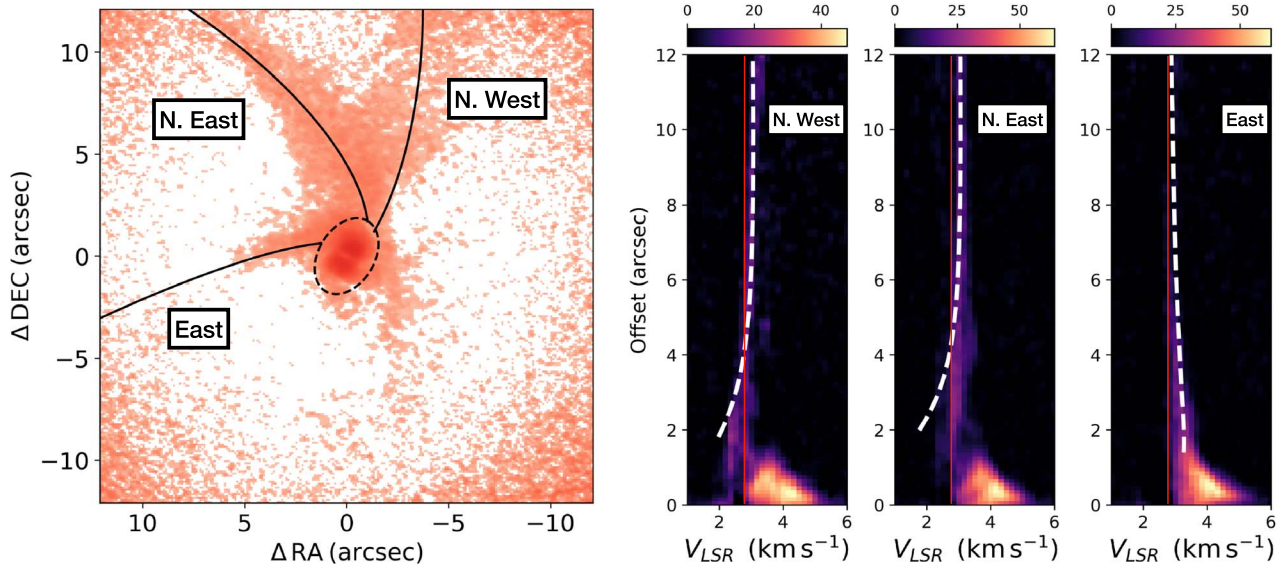 N. East
N. West
East
10
5
0
−5
−10
10
5
0
−5
−10
Δ DEC (arcsec)
Δ RA (arcsec)
0 20 40
0 25 50
0 25 50
N. West
N. East
East
12
10
8
6
4
2
0
12
10
8
6
4
2
0
12
10
8
6
4
2
0
Offset (arcsec)
2 4 6
2 4 6
2 4 6
V_LSR (km s⁻¹)
V_LSR (km s⁻¹)
V_LSR (km s⁻¹)